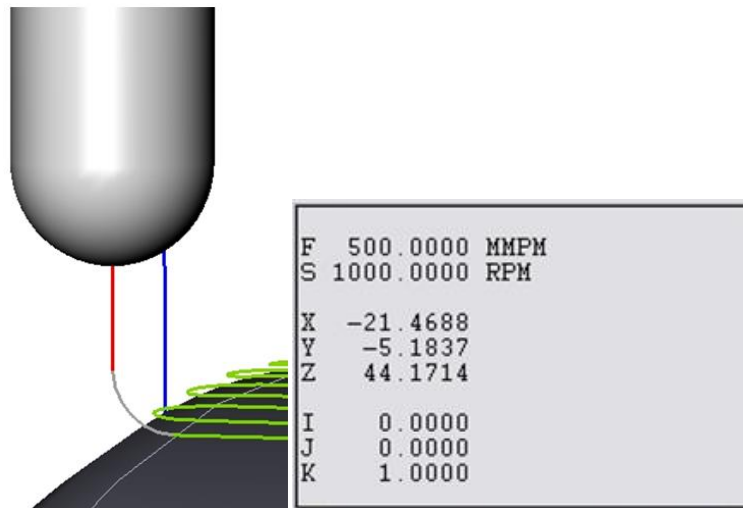 F 500.0000 MMPM
S 1000.0000 RPM
X -21.4688
Y -5.1837
Z 44.1714
I 0.0000
J 0.0000
K 1.0000